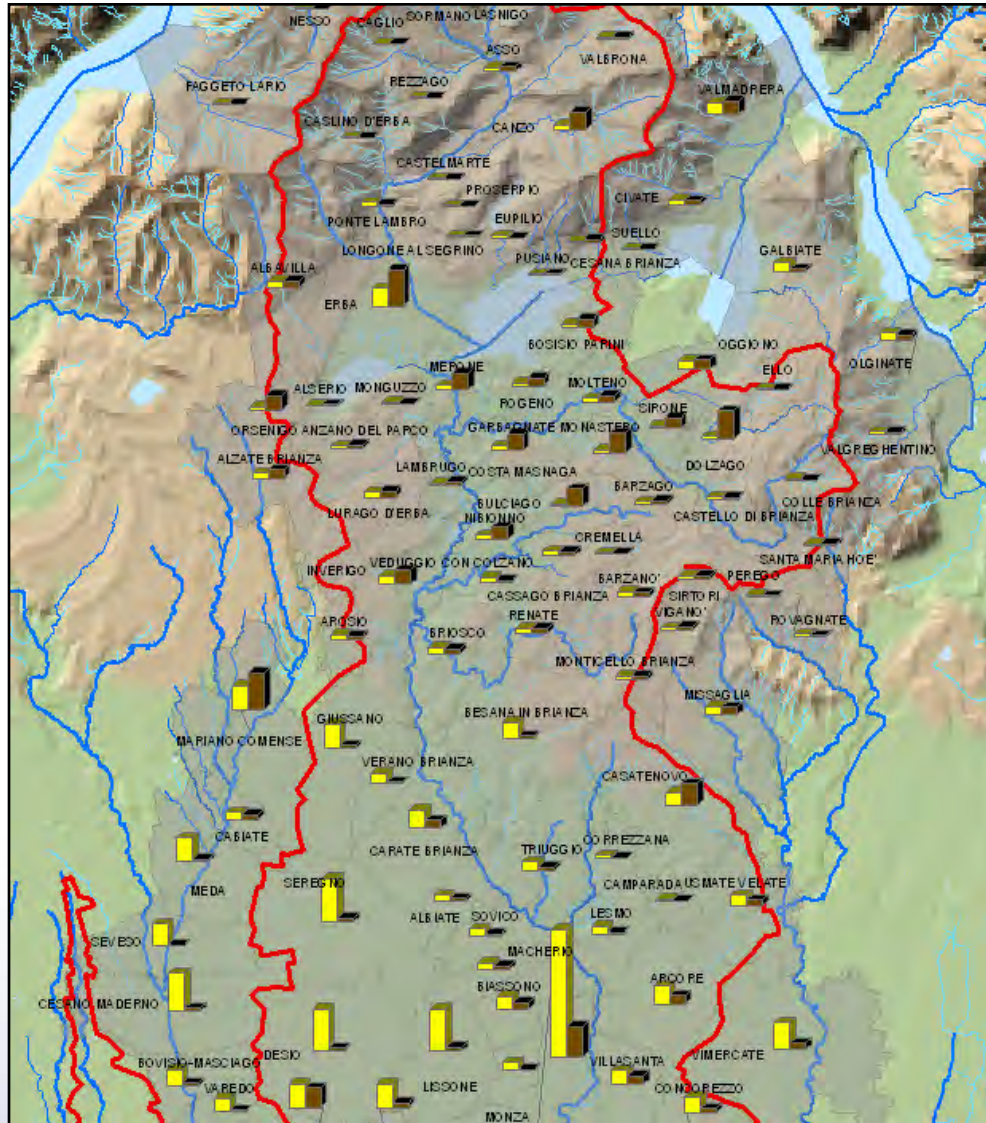 NESSO
CAGLIO
SORMANO
LASNIGO
ASSO
VALBRONA
FAGGETO LARIO
REZZAGO
VALMADRERA
CASLINO D'ERBA
CANZO
CASTELMARTE
PROSERPIO
CIVATE
PONTE LAMBRO
EUPILIO
SUELLO
LONGONE AL SEGRINO
PUSIANO
CESANA BRIANZA
GALBIATE
ALBAVILLA
ERBA
BOSISIO PARINI
OGGIONO
OLGINATE
MERONE
ELLO
ALSERIO
MONGUZZO
ROGENO
MOLTENO
SIRONE
ORSENIGO
ANZANO DEL PARCO
GARBAGNATE MONASTERO
VALGREGHENTINO
ALZATE BRIANZA
LAMBRUGO
COSTA MASNAGA
DOLZAGO
LURAGO D'ERBA
BULCIAGO
BARZAGO
COLLE BRIANZA
NIBIONNO
CASTELLO DI BRIANZA
CREMELLA
SANTA MARIA HOE'
INVERIGO
VEDUGGIO CON COLZANO
BARZANO'
PEREGO
CASSAGO BRIANZA
SIRTORI
AROSIO
RENATE
VIGANO'
ROVAGNATE
BRIOSCO
MONTICELLO BRIANZA
MISSAGLIA
GIUSSANO
BESANA IN BRIANZA
MARIANO COMENSE
VERANO BRIANZA
CASATENOVO
CABIATE
CARATE BRIANZA
TRIUGGIO
CORREZZANA
MEDA
SEREGNO
CAMPARADA
USMATE VELATE
ALBIATE
SOVICO
LESMO
SEVESO
MACHERIO
CESANO MADERNO
BIASSONO
ARCORE
BOVISIO-MASCIAGO
DESIO
VIMERCATE
VAREDO
LISSONE
VILLASANTA
CONCOREZZO
MONZA